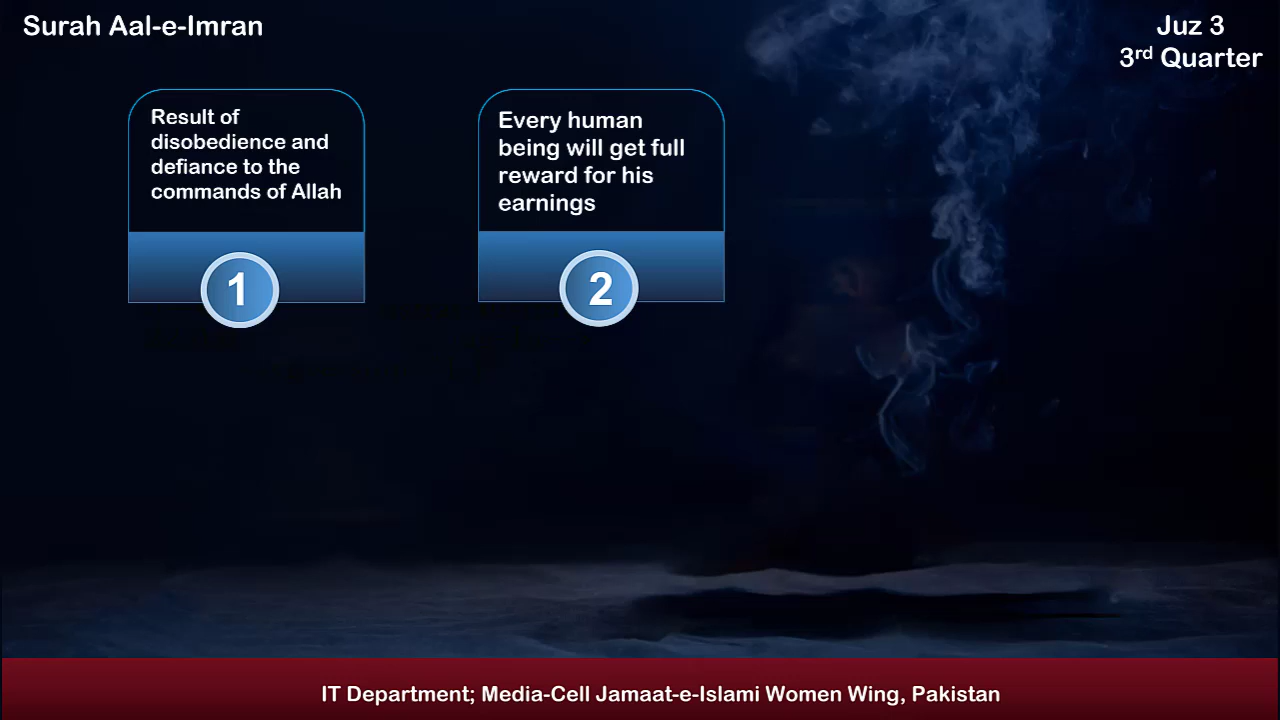 Surah Aal-e-Imran
Juz 3
3rd Quarter
Result of
disobedience and
defiance to the
commands of Allah
1
Every human
being will get full
reward for his
earnings
2
IT Department; Media-Cell Jamaat-e-Islami Women Wing, Pakistan